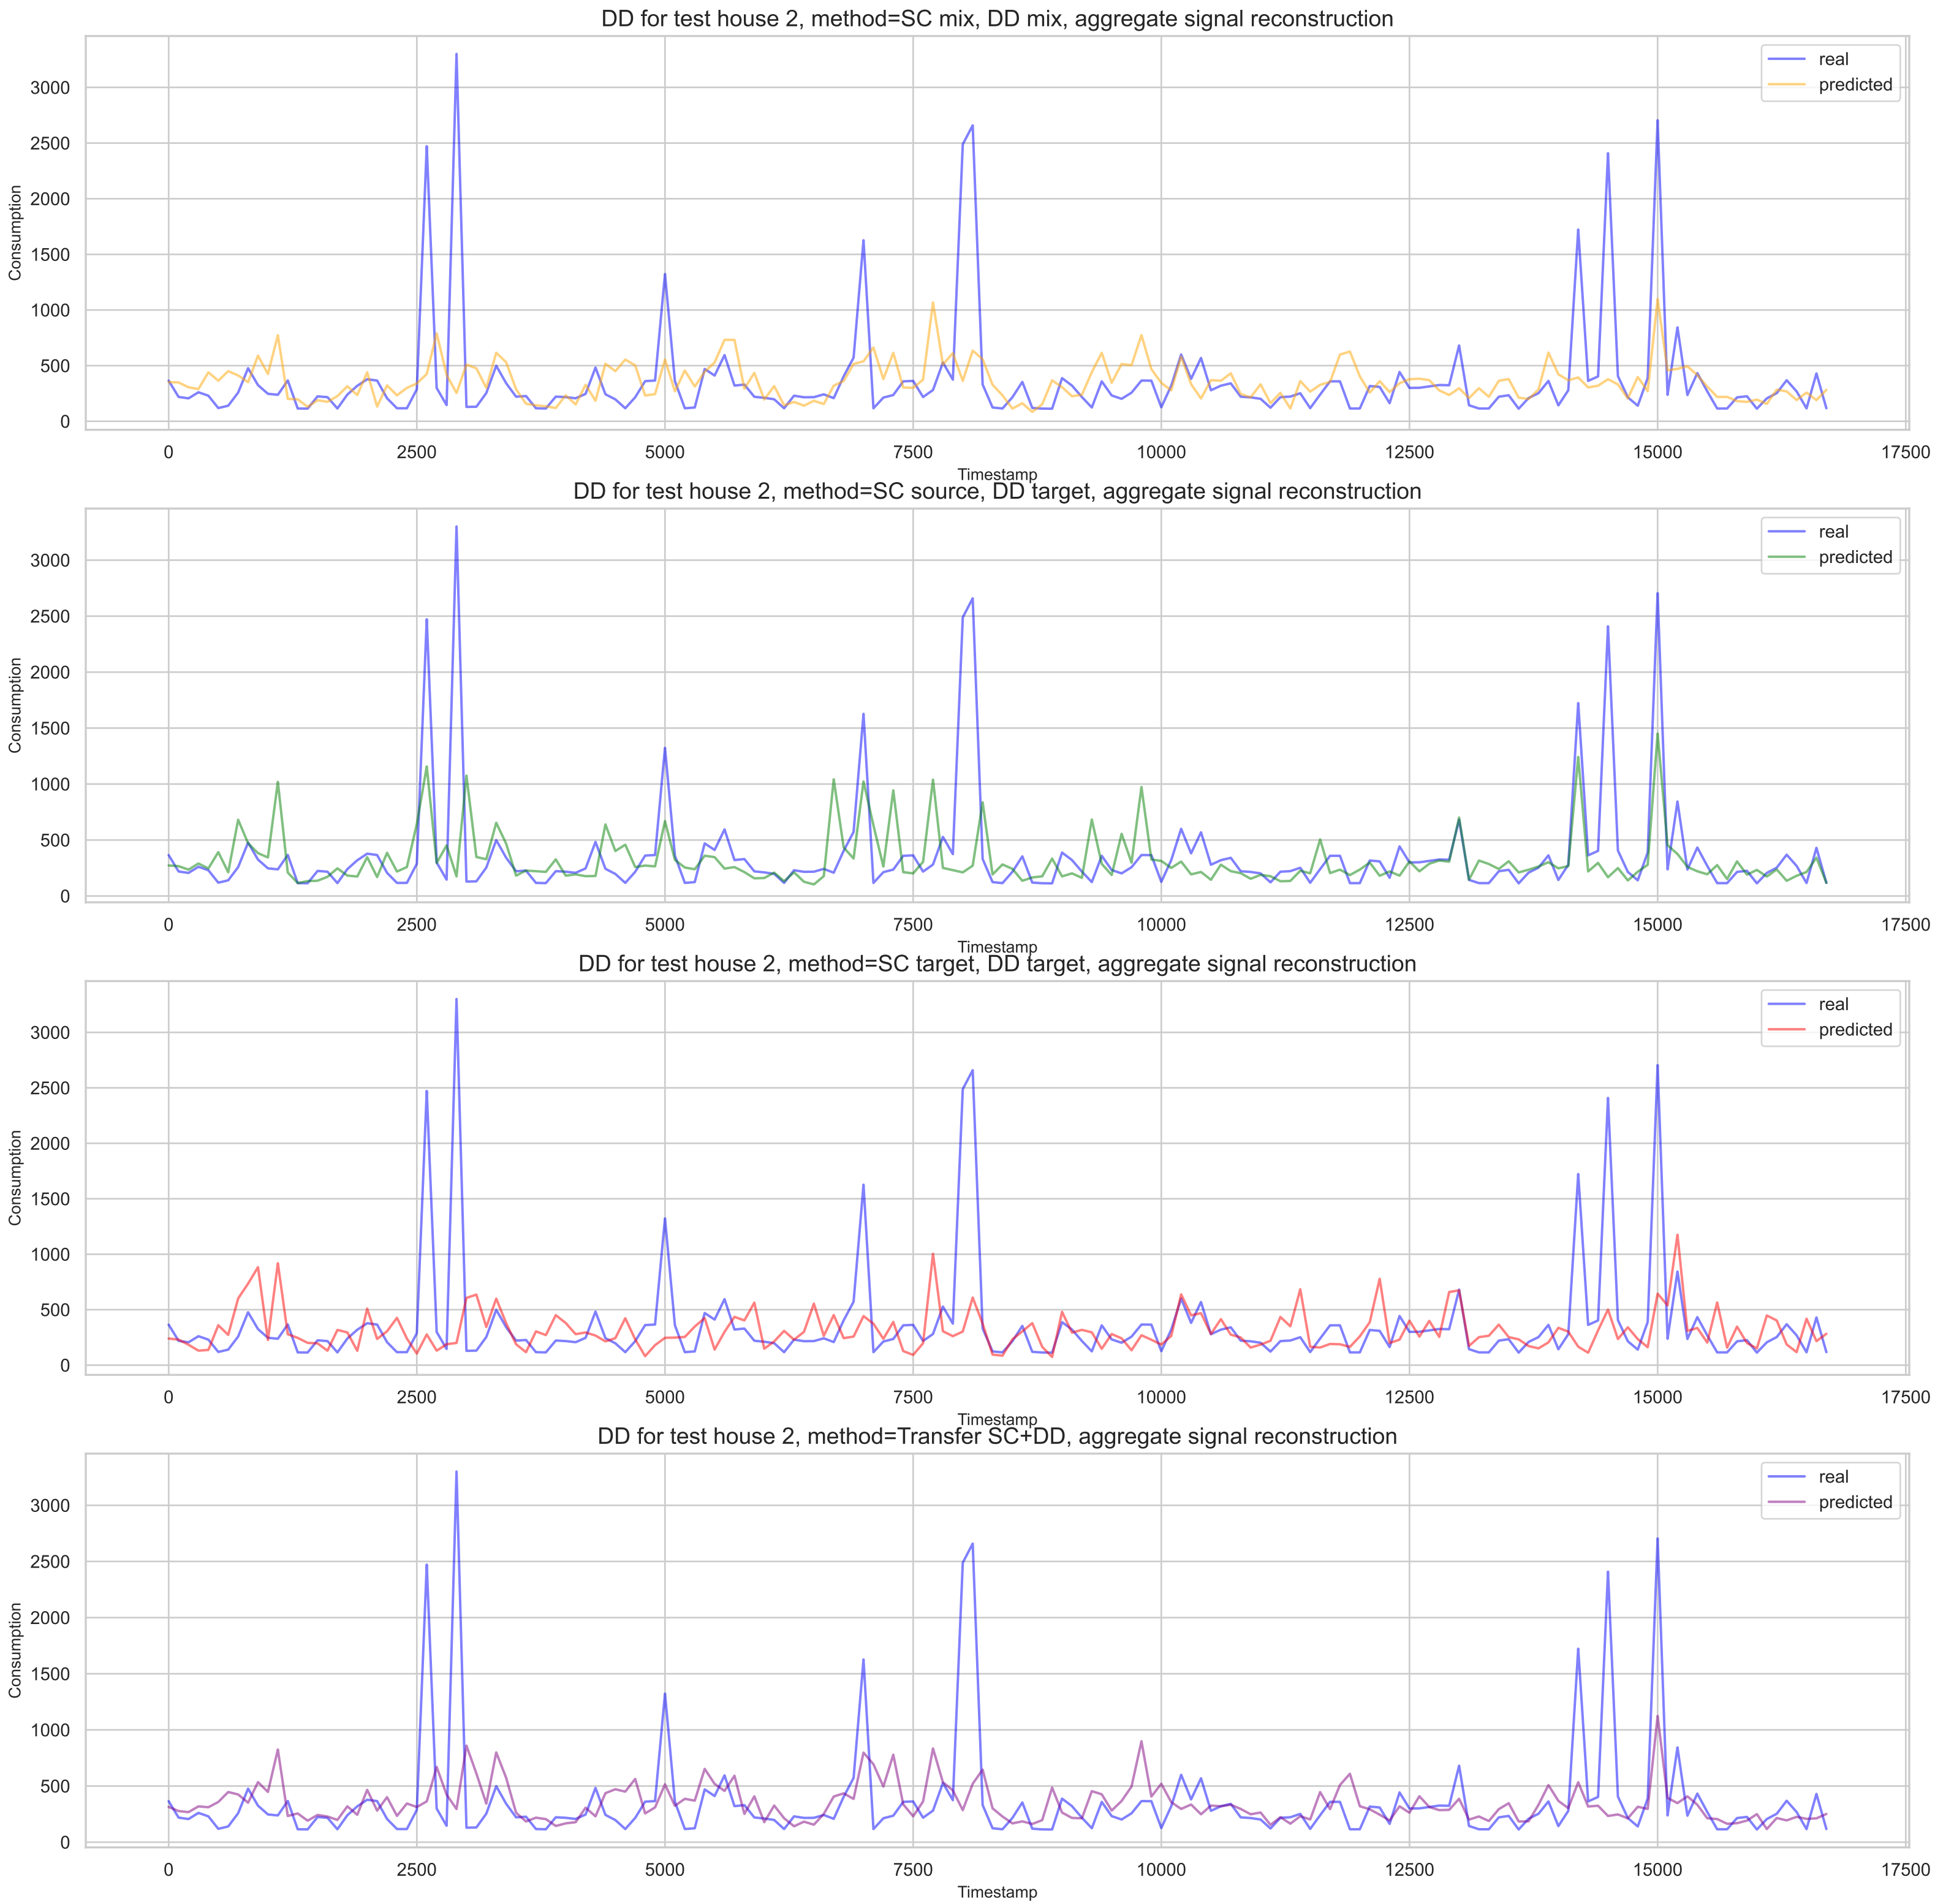 DD for test house 2, method=SC mix, DD mix, aggregate signal reconstruction
real
predicted
3000
2500
2000
1500
1000
500
0
Consumption
0 2500 5000 7500 10000 12500 15000 17500
Timestamp
DD for test house 2, method=SC source, DD target, aggregate signal reconstruction
real
predicted
3000
2500
2000
1500
1000
500
0
Consumption
0 2500 5000 7500 10000 12500 15000 17500
Timestamp
DD for test house 2, method=SC target, DD target, aggregate signal reconstruction
real
predicted
3000
2500
2000
1500
1000
500
0
Consumption
0 2500 5000 7500 10000 12500 15000 17500
Timestamp
DD for test house 2, method=Transfer SC+DD, aggregate signal reconstruction
real
predicted
3000
2500
2000
1500
1000
500
0
Consumption
0 2500 5000 7500 10000 12500 15000 17500
Timestamp